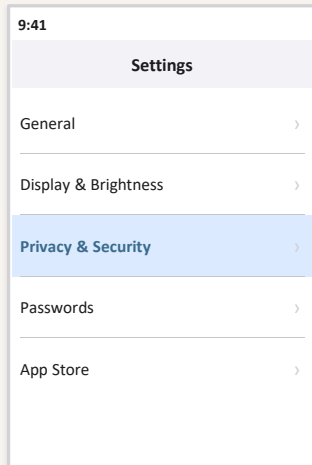 9:41
Settings
General
Display & Brightness
Privacy & Security
Passwords
App Store